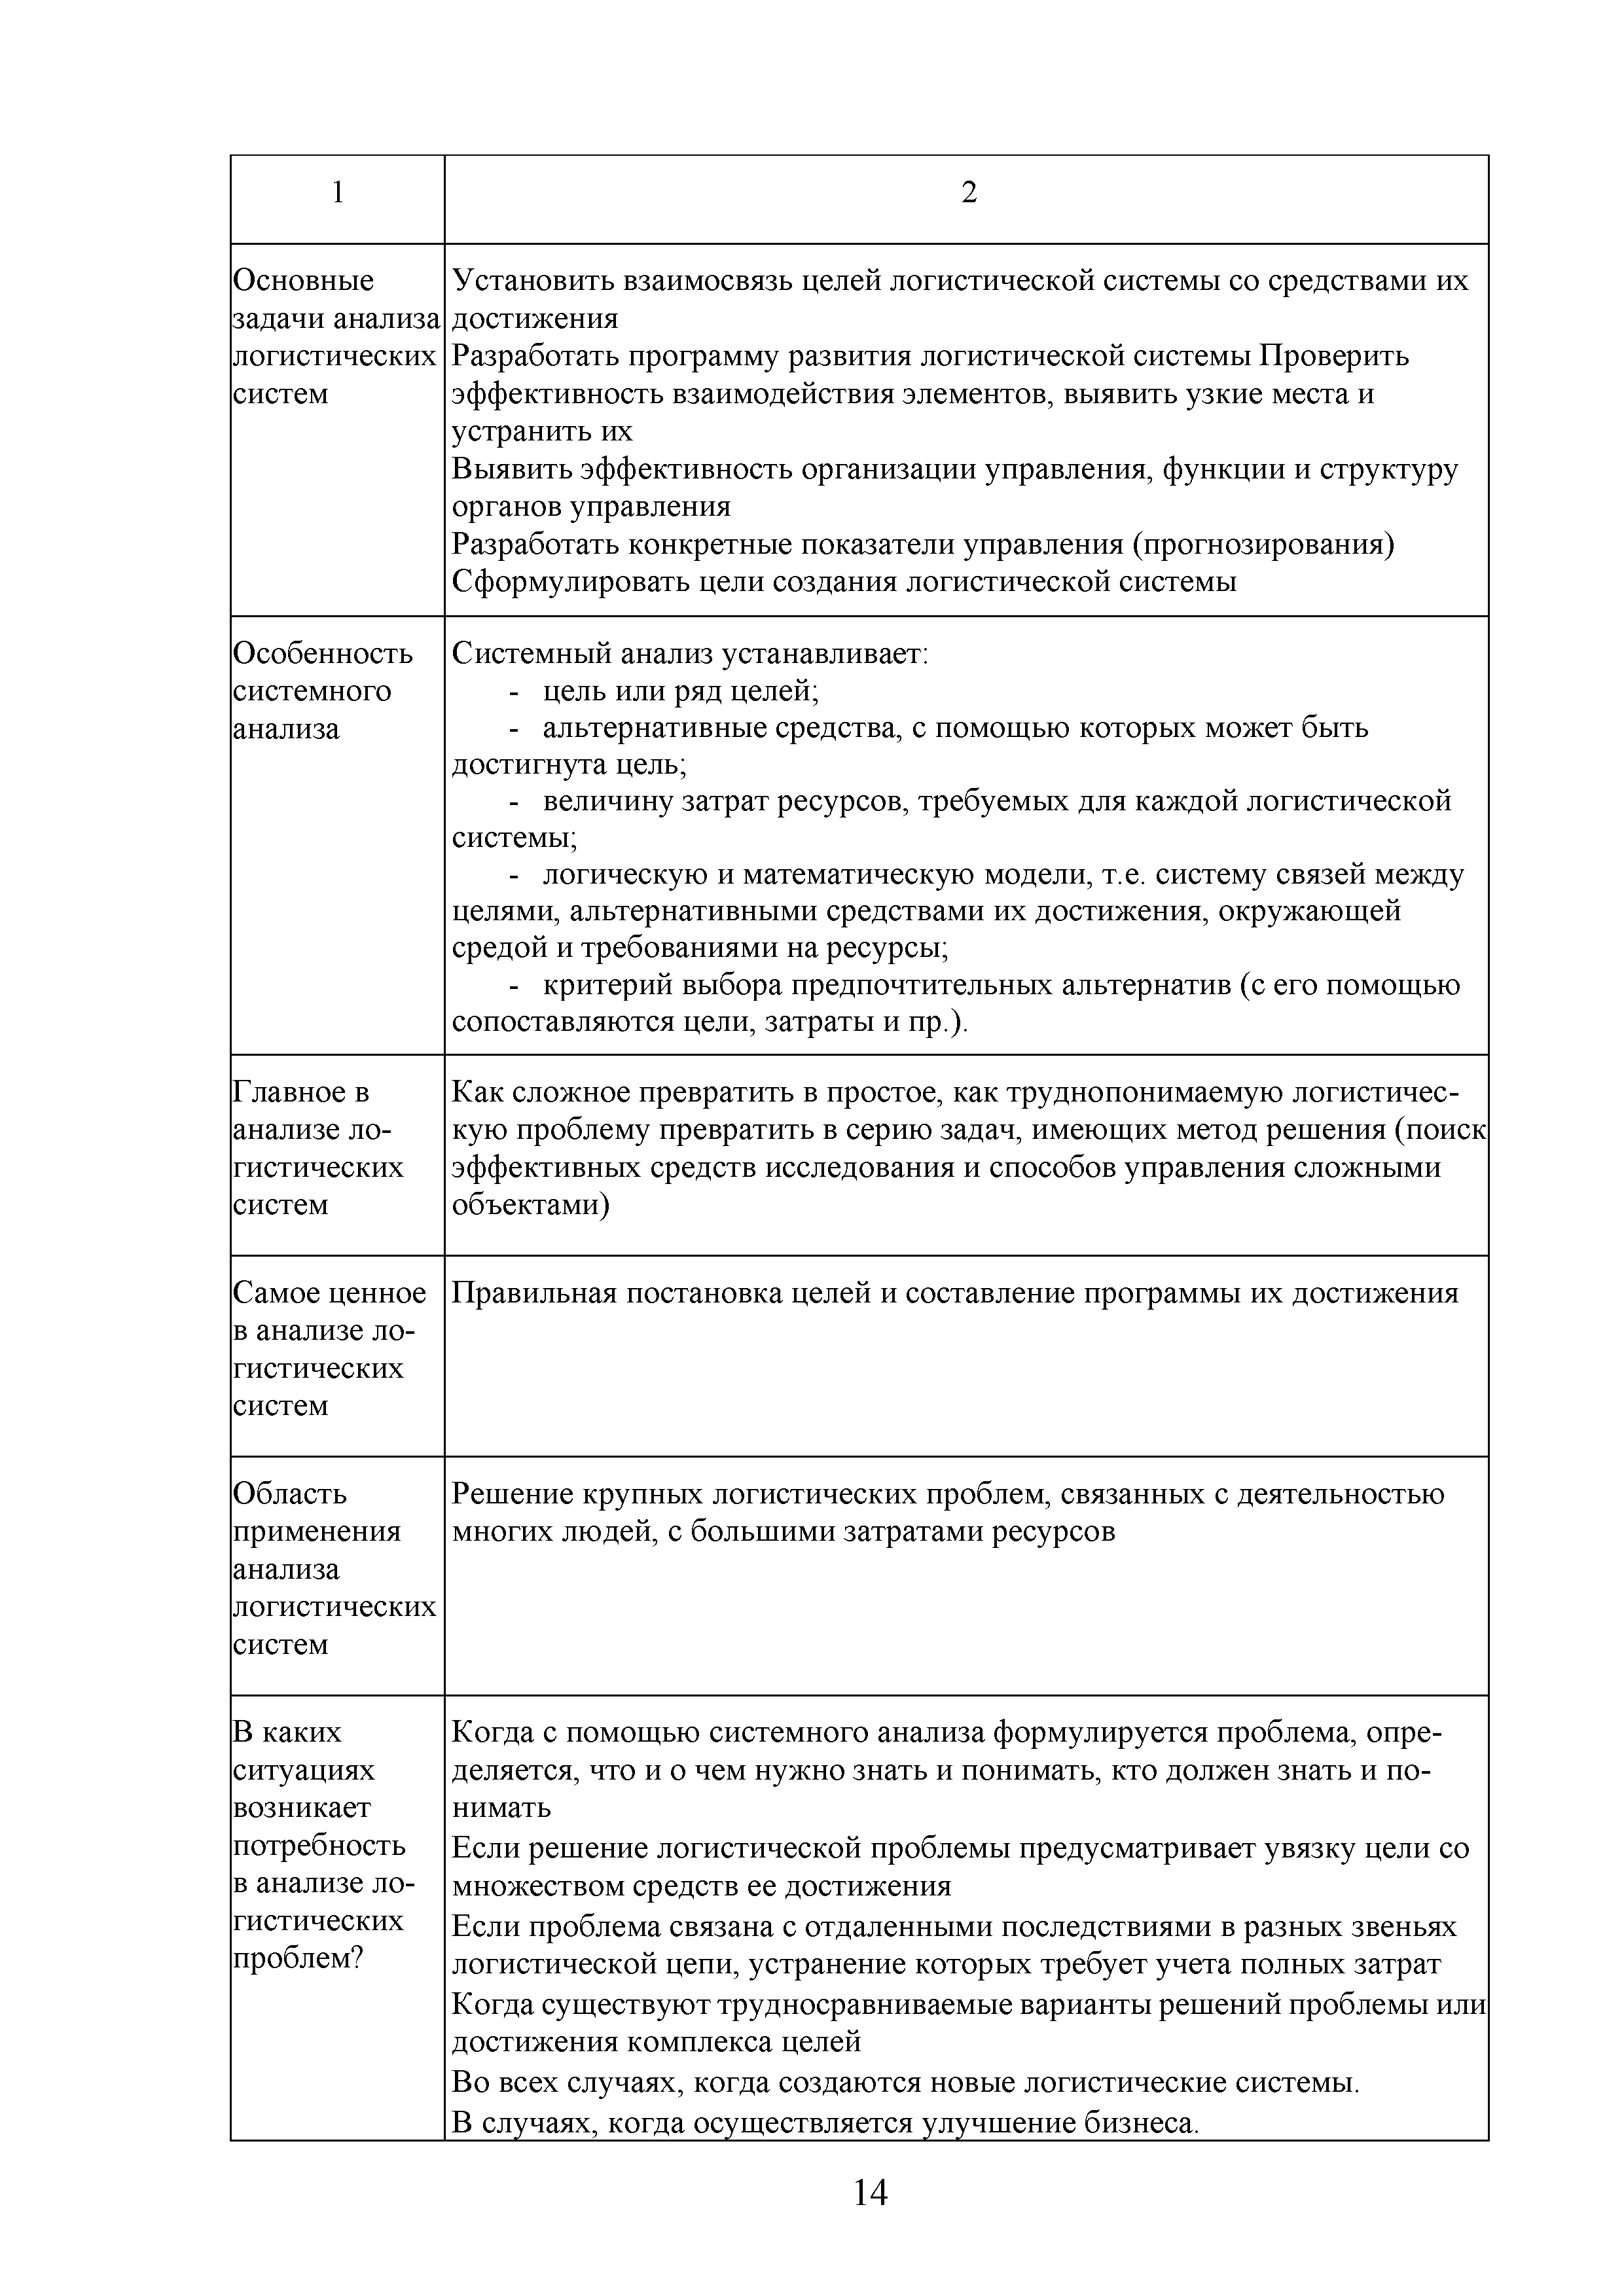 1
2
Основные
задачи анализа
логистических
систем
Установить взаимосвязь целей логистической системы со средствами их
достижения
Разработать программу развития логистической системы Проверить
эффективность взаимодействия элементов, выявить узкие места и
устранить их
Выявить эффективность организации управления, функции и структуру
органов управления
Разработать конкретные показатели управления (прогнозирования)
Сформулировать цели создания логистической системы
Особенность
системного
анализа
Системный анализ устанавливает:
- цель или ряд целей;
- альтернативные средства, с помощью которых может быть
достигнута цель;
- величину затрат ресурсов, требуемых для каждой логистической
системы;
- логическую и математическую модели, т.е. систему связей между
целями, альтернативными средствами их достижения, окружающей
средой и требованиями на ресурсы;
- критерий выбора предпочтительных альтернатив (с его помощью
сопоставляются цели, затраты и пр.).
Главное в
анализе ло-
гистических
систем
Как сложное превратить в простое, как труднопонимаемую логистичес-
кую проблему превратить в серию задач, имеющих метод решения (поиск
эффективных средств исследования и способов управления сложными
объектами)
Самое ценное
в анализе ло-
гистических
систем
Правильная постановка целей и составление программы их достижения
Область
применения
анализа
логистических
систем
Решение крупных логистических проблем, связанных с деятельностью
многих людей, с большими затратами ресурсов
В каких
ситуациях
возникает
потребность
в анализе ло-
гистических
проблем?
Когда с помощью системного анализа формулируется проблема, опре-
деляется, что и о чем нужно знать и понимать, кто должен знать и по-
нимать
Если решение логистической проблемы предусматривает увязку цели со
множеством средств ее достижения
Если проблема связана с отдаленными последствиями в разных звеньях
логистической цепи, устранение которых требует учета полных затрат
Когда существуют трудносравниваемые варианты решений проблемы или
достижения комплекса целей
Во всех случаях, когда создаются новые логистические системы.
В случаях, когда осуществляется улучшение бизнеса.
14